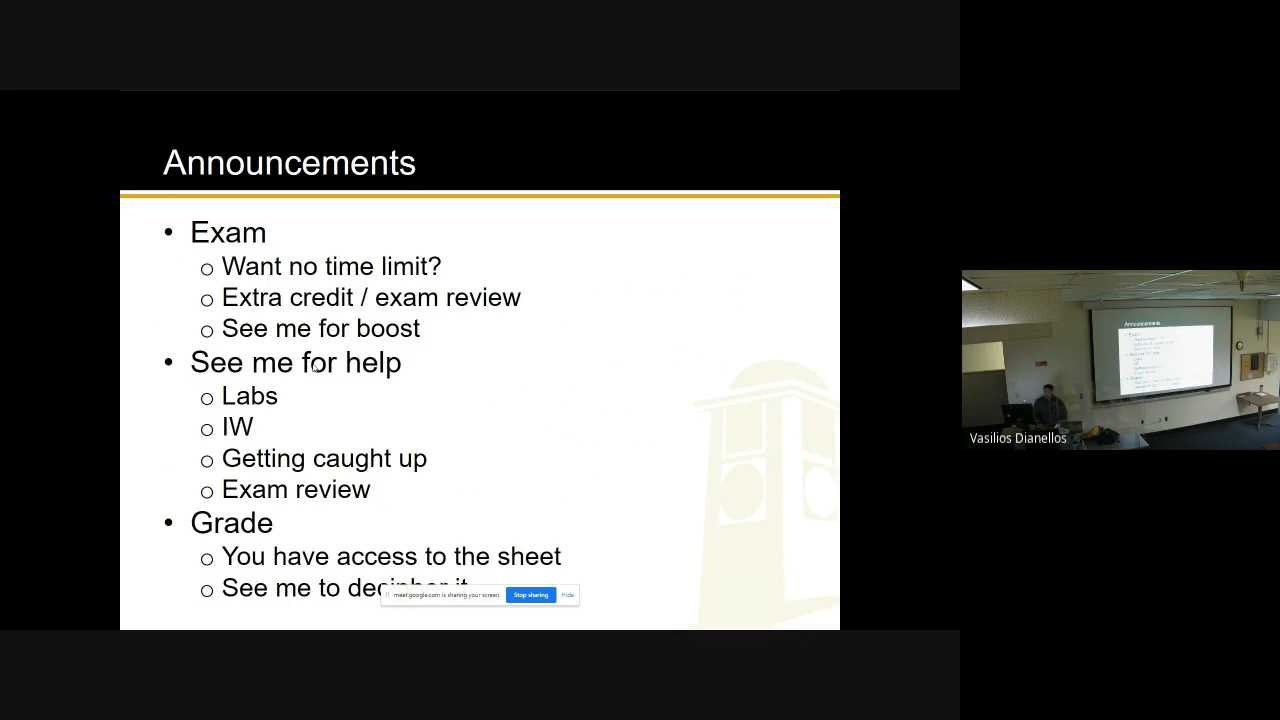 Announcements
• Exam
o Want no time limit?
o Extra credit / exam review
o See me for boost
• See me for help
o Labs
o IW
o Getting caught up
o Exam review
• Grade
o You have access to the sheet
o See me to decipher it
meet.google.com is sharing your screen. Stop sharing Hide
Announcements
Vasilios Dianellos